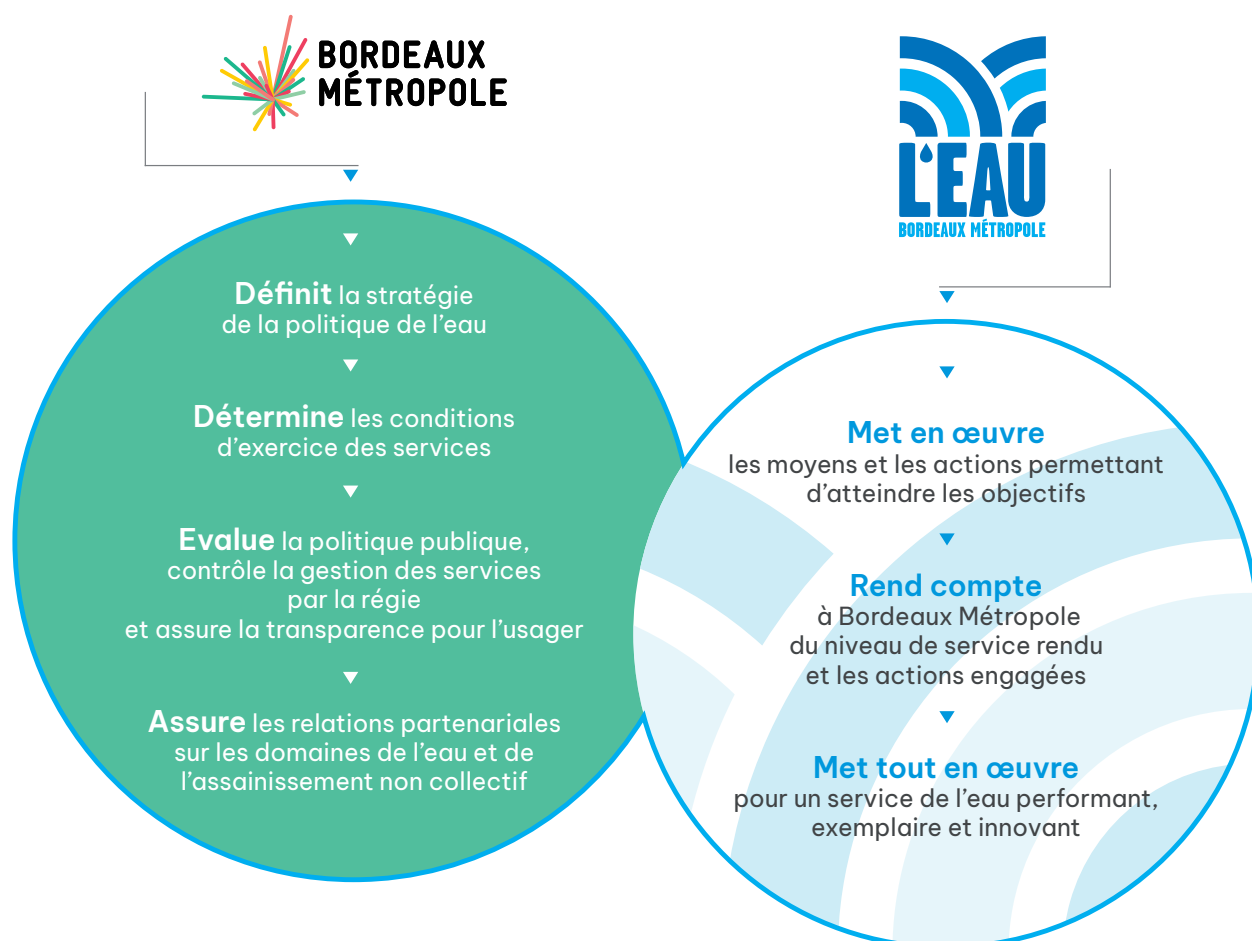 BORDEAUX
MÉTROPOLE
Définit la stratégie
de la politique de l’eau
Détermine les conditions
d’exercice des services
Evalue la politique publique,
contrôle la gestion des services
par la régie
et assure la transparence pour l’usager
Assure les relations partenariales
sur les domaines de l’eau et de
l’assainissement non collectif
L'EAU
BORDEAUX MÉTROPOLE
Met en œuvre
les moyens et les actions permettant
d’atteindre les objectifs
Rend compte
à Bordeaux Métropole
du niveau de service rendu
et les actions engagées
Met tout en œuvre
pour un service de l’eau performant,
exemplaire et innovant